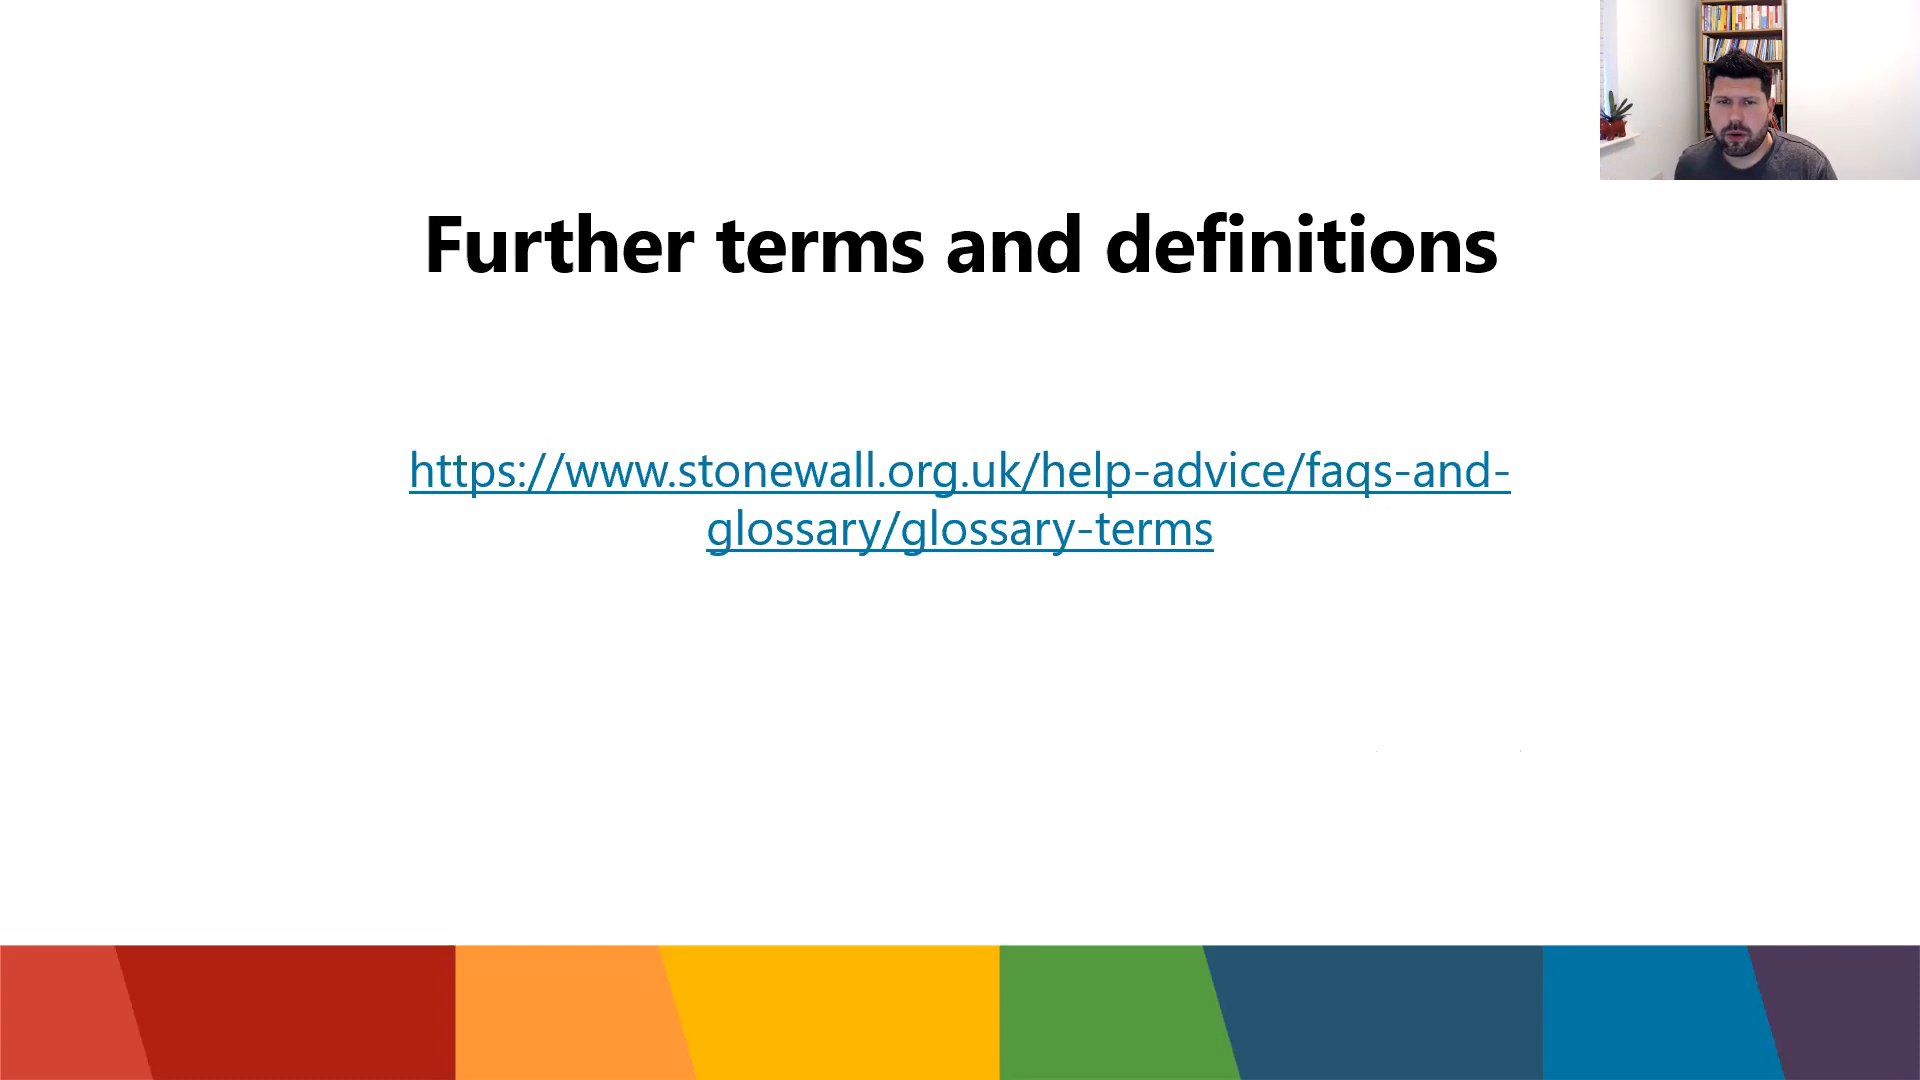 Further terms and definitions
https://www.stonewall.org.uk/help-advice/faqs-and-
glossary/glossary-terms